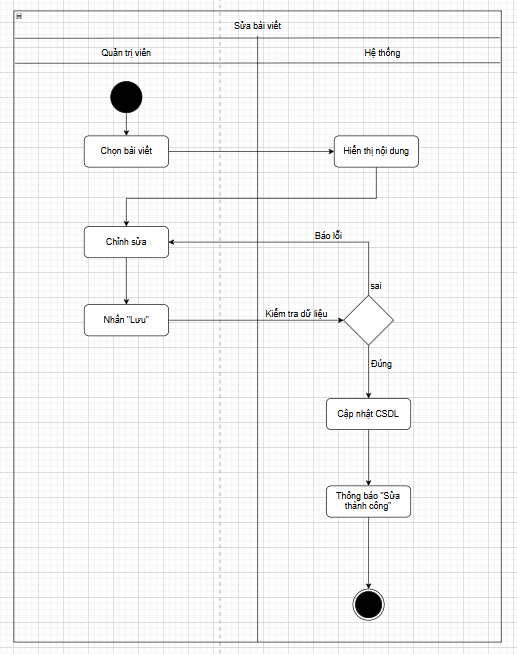 Sửa bài viết
Quản trị viên
Hệ thống
Chọn bài viết
Hiển thị nội dung
Chỉnh sửa
Báo lỗi
sai
Nhấn "Lưu"
Kiểm tra dữ liệu
Đúng
Cập nhật CSDL
Thông báo "Sửa
thành công"